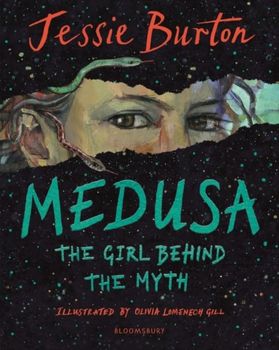 Jessie Burton
MEDUSA
THE GIRL BEHIND
THE MYTH
ILLUSTRATED BY OLIVIA LOMENECH GILL
BLOOMSBURY